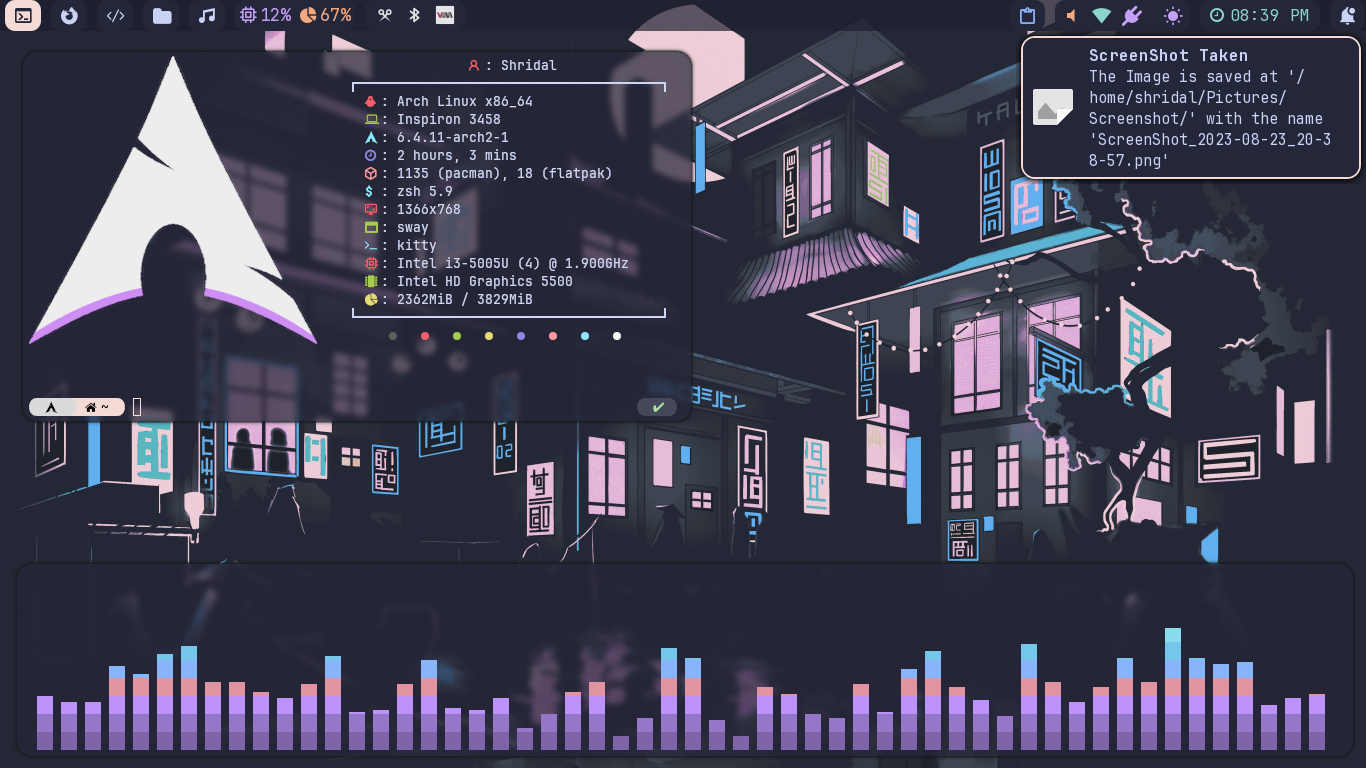 12% 67% 08:39 PM
ScreenShot Taken
The Image is saved at '/
home/shridal/Pictures/
Screenshot/' with the name
'ScreenShot_2023-08-23_20-3
8-57.png'
: Shridal
: Arch Linux x86_64
: Inspiron 3458
: 6.4.11-arch2-1
: 2 hours, 3 mins
: 1135 (pacman), 18 (flatpak)
$ : zsh 5.9
: 1366x768
: sway
: kitty
: Intel i3-5005U (4) @ 1.900GHz
: Intel HD Graphics 5500
: 2362MiB / 3829MiB
~ ✔